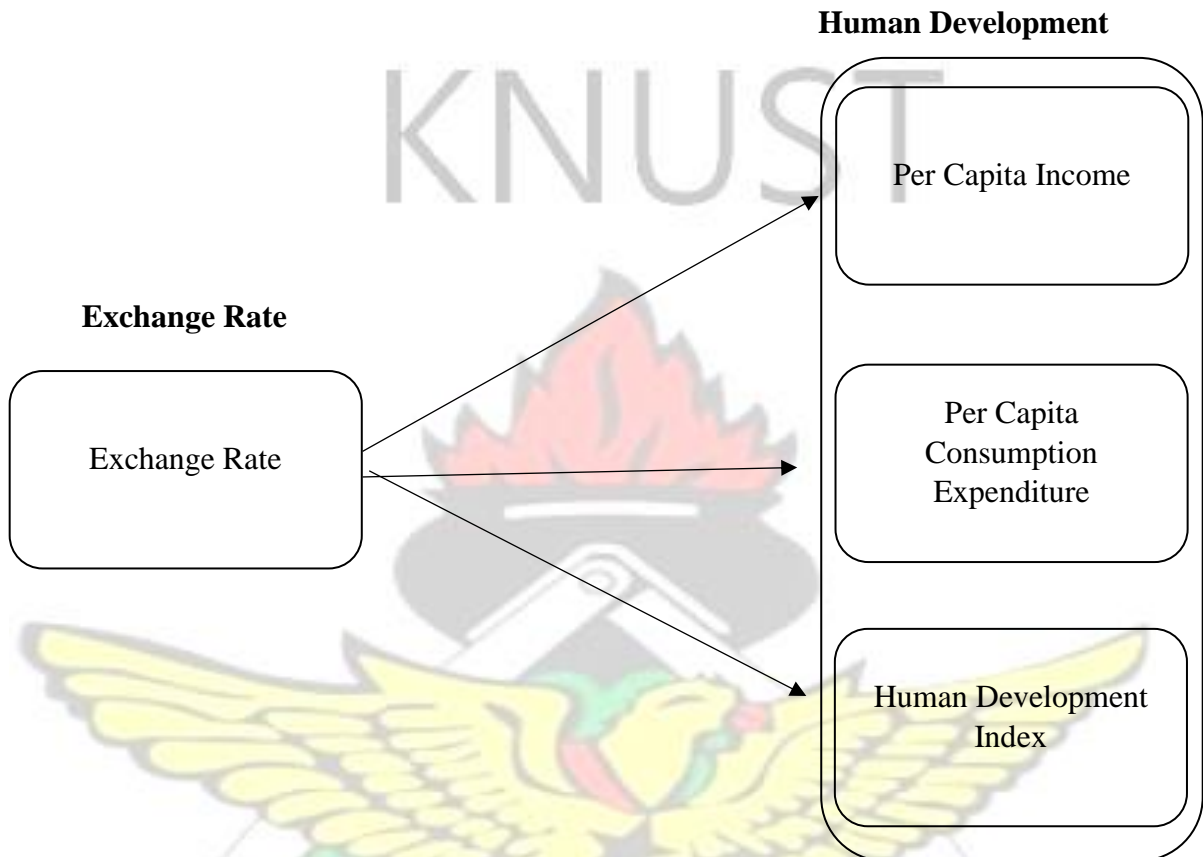 Human Development
KNUST
Per Capita Income
Exchange Rate
Exchange Rate
Per Capita
Consumption
Expenditure
Human Development
Index